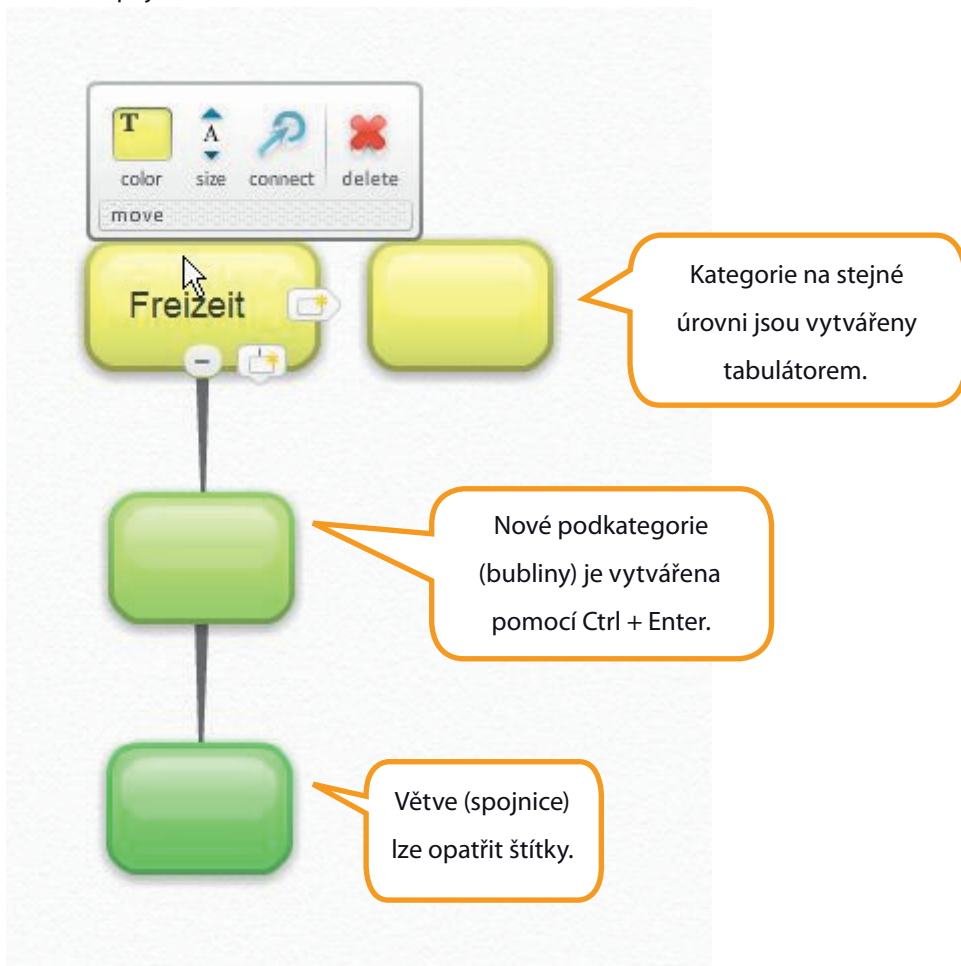 T
A
color size connect delete
move
Freizeit
Kategorie na stejné
úrovni jsou vytvářeny
tabulátorem.
Nové podkategorie
(bubliny) je vytvářena
pomocí Ctrl + Enter.
Větve (spojnice)
lze opatřit štítky.